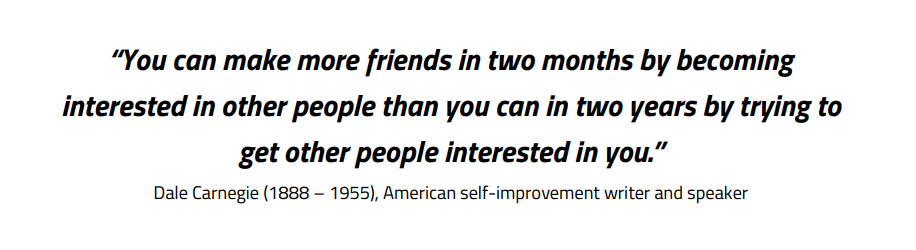 “You can make more friends in two months by becoming
interested in other people than you can in two years by trying to
get other people interested in you.”
Dale Carnegie (1888 – 1955), American self-improvement writer and speaker